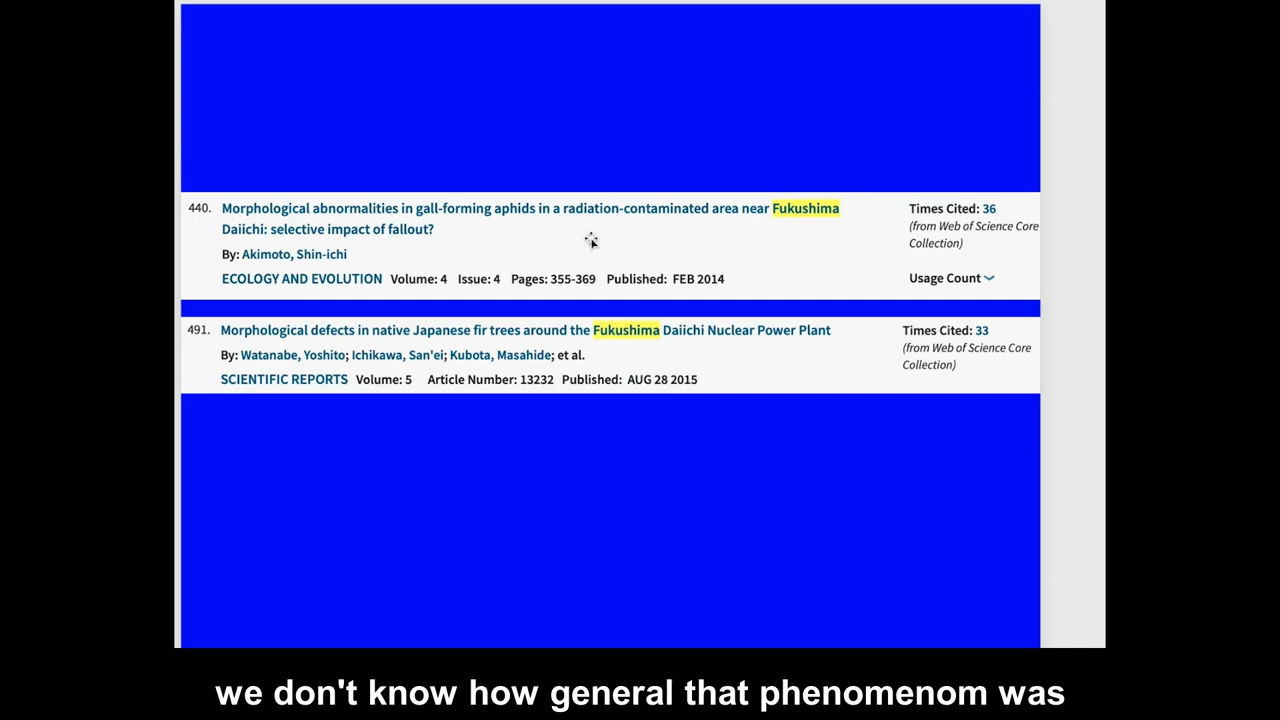 440. Morphological abnormalities in gall-forming aphids in a radiation-contaminated area near Fukushima
Daiichi: selective impact of fallout?
By: Akimoto, Shin-ichi
ECOLOGY AND EVOLUTION Volume: 4 Issue: 4 Pages: 355-369 Published: FEB 2014
Times Cited: 36
(from Web of Science Core
Collection)
Usage Count
491. Morphological defects in native Japanese fir trees around the Fukushima Daiichi Nuclear Power Plant
By: Watanabe, Yoshito; Ichikawa, San'ei; Kubota, Masahide; et al.
SCIENTIFIC REPORTS Volume: 5 Article Number: 13232 Published: AUG 28 2015
Times Cited: 33
(from Web of Science Core
Collection)
we don't know how general that phenomenom was